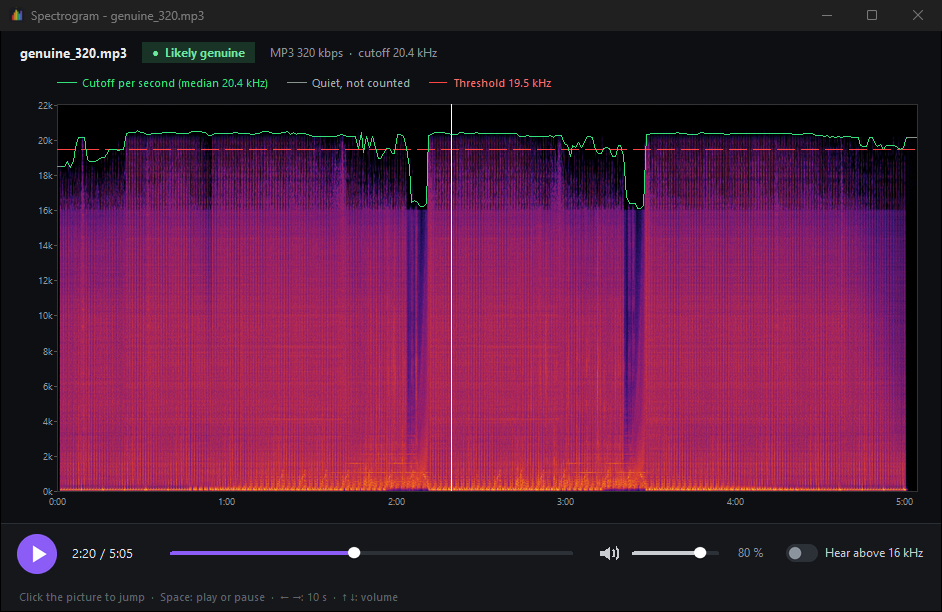 Spectrogram - genuine_320.mp3
genuine_320.mp3 ● Likely genuine MP3 320 kbps · cutoff 20.4 kHz
Cutoff per second (median 20.4 kHz) Quiet, not counted Threshold 19.5 kHz
22k
20k
18k
16k
14k
12k
10k
8k
6k
4k
2k
0k
0:00 1:00 2:00 3:00 4:00 5:00
2:20 / 5:05 80 % Hear above 16 kHz
Click the picture to jump · Space: play or pause · ← →: 10 s · ↑ ↓: volume